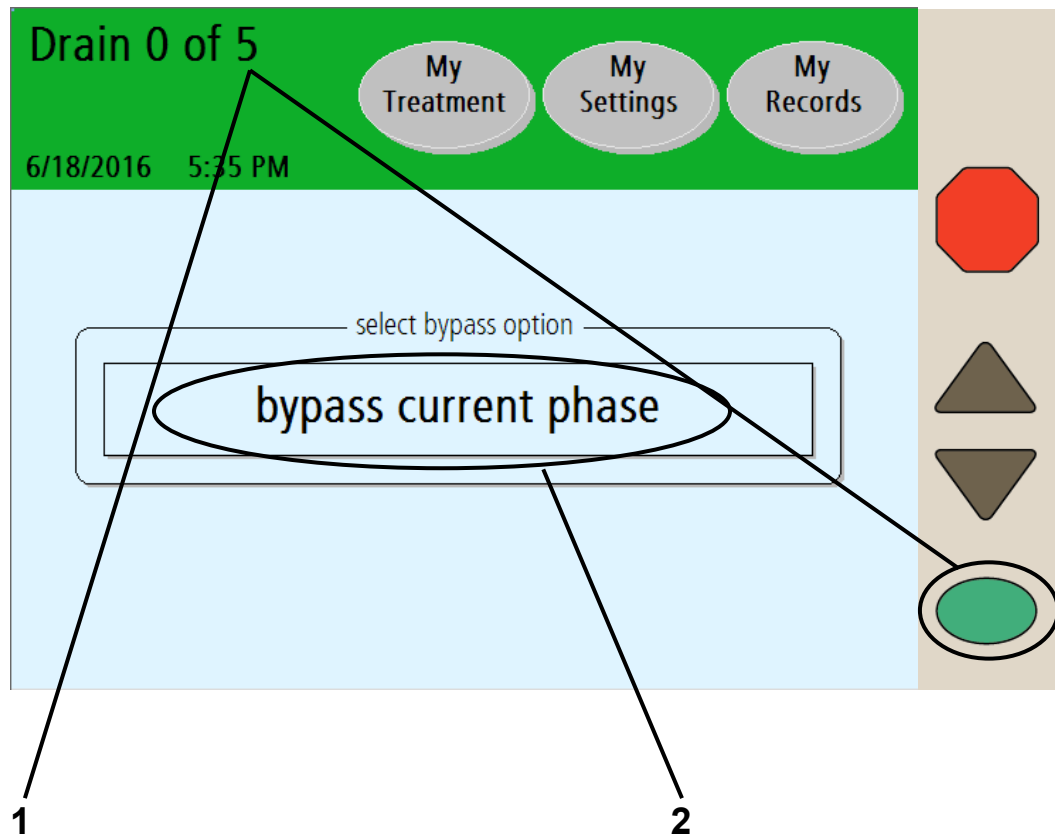 Drain 0 of 5
My
Treatment
My
Settings
My
Records
6/18/2016 5:35 PM
select bypass option
bypass current phase
1
2